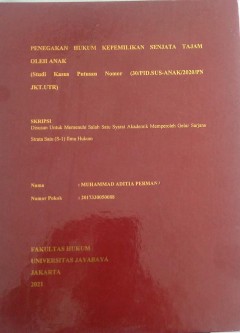 PENEGAKAN HUKUM KEPEMILIKAN SENJATA TAJAM
OLEH ANAK
(Studi Kasus Putusan Nomor (30/PID.SUS-ANAK/2020/PN
JKT.UTR)
SKRIPSI
Disusun Untuk Memenuhi Salah Satu Syarat Akademik Memperoleh Gelar Sarjana
Strata Satu (S-1) Ilmu Hukum
Nama : MUHAMMAD ADITIA PERMAN
Nomor Pokok :
FAKULTAS HUKUM
UNIVERSITAS JAYABAYA
JAKARTA
2021